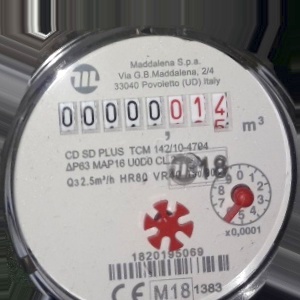 Maddalena S.p.a.
Via G.B.Maddalena, 2/4
33040 Povoletto (UD) Italy
00000014
, m³
CD SD PLUS TCM 142/10-4704
ΔP63 MAP16 U0D0
Q₃ 2.5m³/h HR80
18
x0,0001
1820195069
CE M18 1383